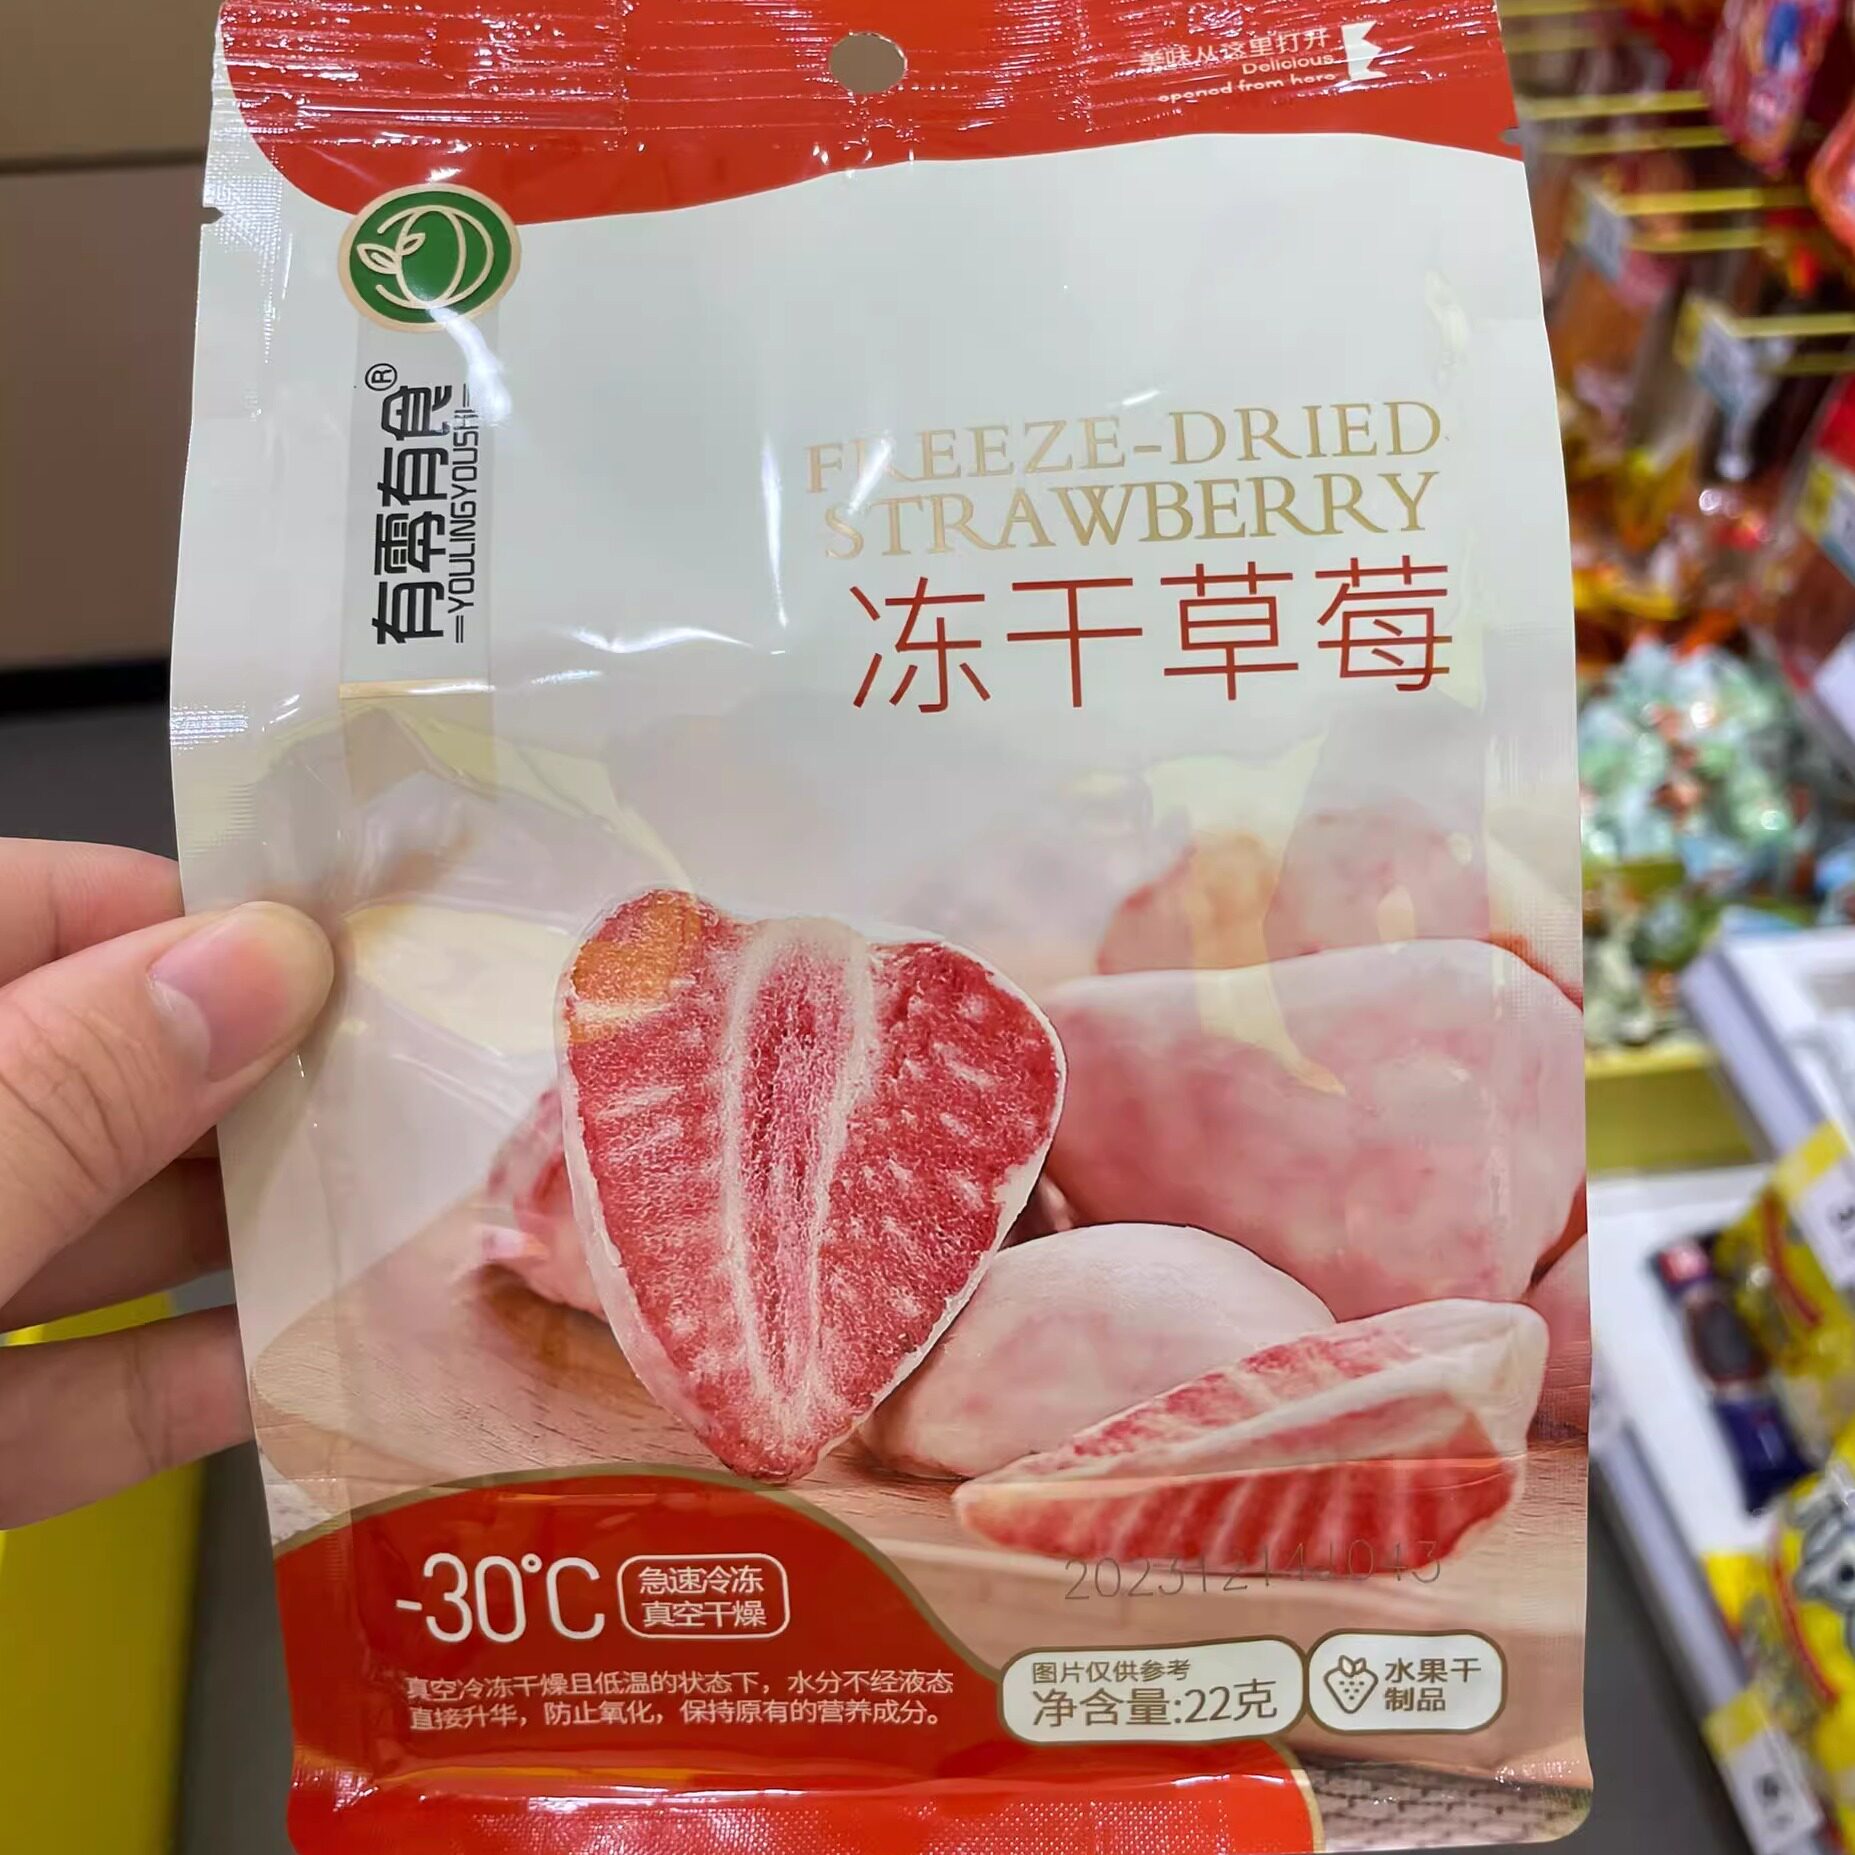 美味从这里打开
Delicious
opened from here
有零有食®
YOULINGYOUSHI
FREEZE-DRIED
STRAWBERRY
冻干草莓
-30℃
急速冷冻
真空干燥
真空冷冻干燥且低温的状态下，水分不经液态
直接升华，防止氧化，保持原有的营养成分。
图片仅供参考
净含量:22克
水果干
制品